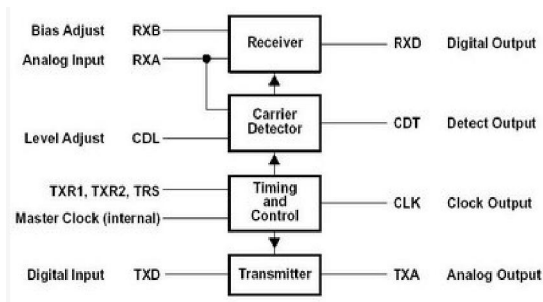 Bias Adjust RXB Receiver RXD Digital Output
Analog Input RXA
Carrier Detector CDT Detect Output
Level Adjust CDL
TXR1, TXR2, TRS Timing and Control CLK Clock Output
Master Clock (internal)
Digital Input TXD Transmitter TXA Analog Output